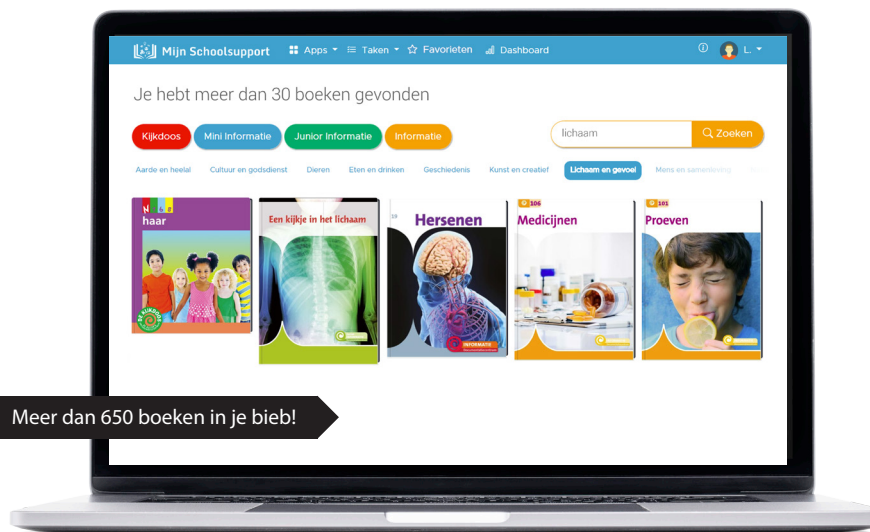 Mijn Schoolsupport
Apps
Taken
Favorieten
Dashboard
L.
Je hebt meer dan 30 boeken gevonden
Kijkdoos
Mini Informatie
Junior Informatie
Informatie
lichaam
Zoeken
Aarde en heelal
Cultuur en godsdienst
Dieren
Eten en drinken
Geschiedenis
Kunst en creatief
Lichaam en gevoel
Mens en samenleving
haar
Een kijkje in het lichaam
Hersenen
106
Medicijnen
101
Proeven
DE KIJKDOOS
INFORMATIE
Meer dan 650 boeken in je bieb!